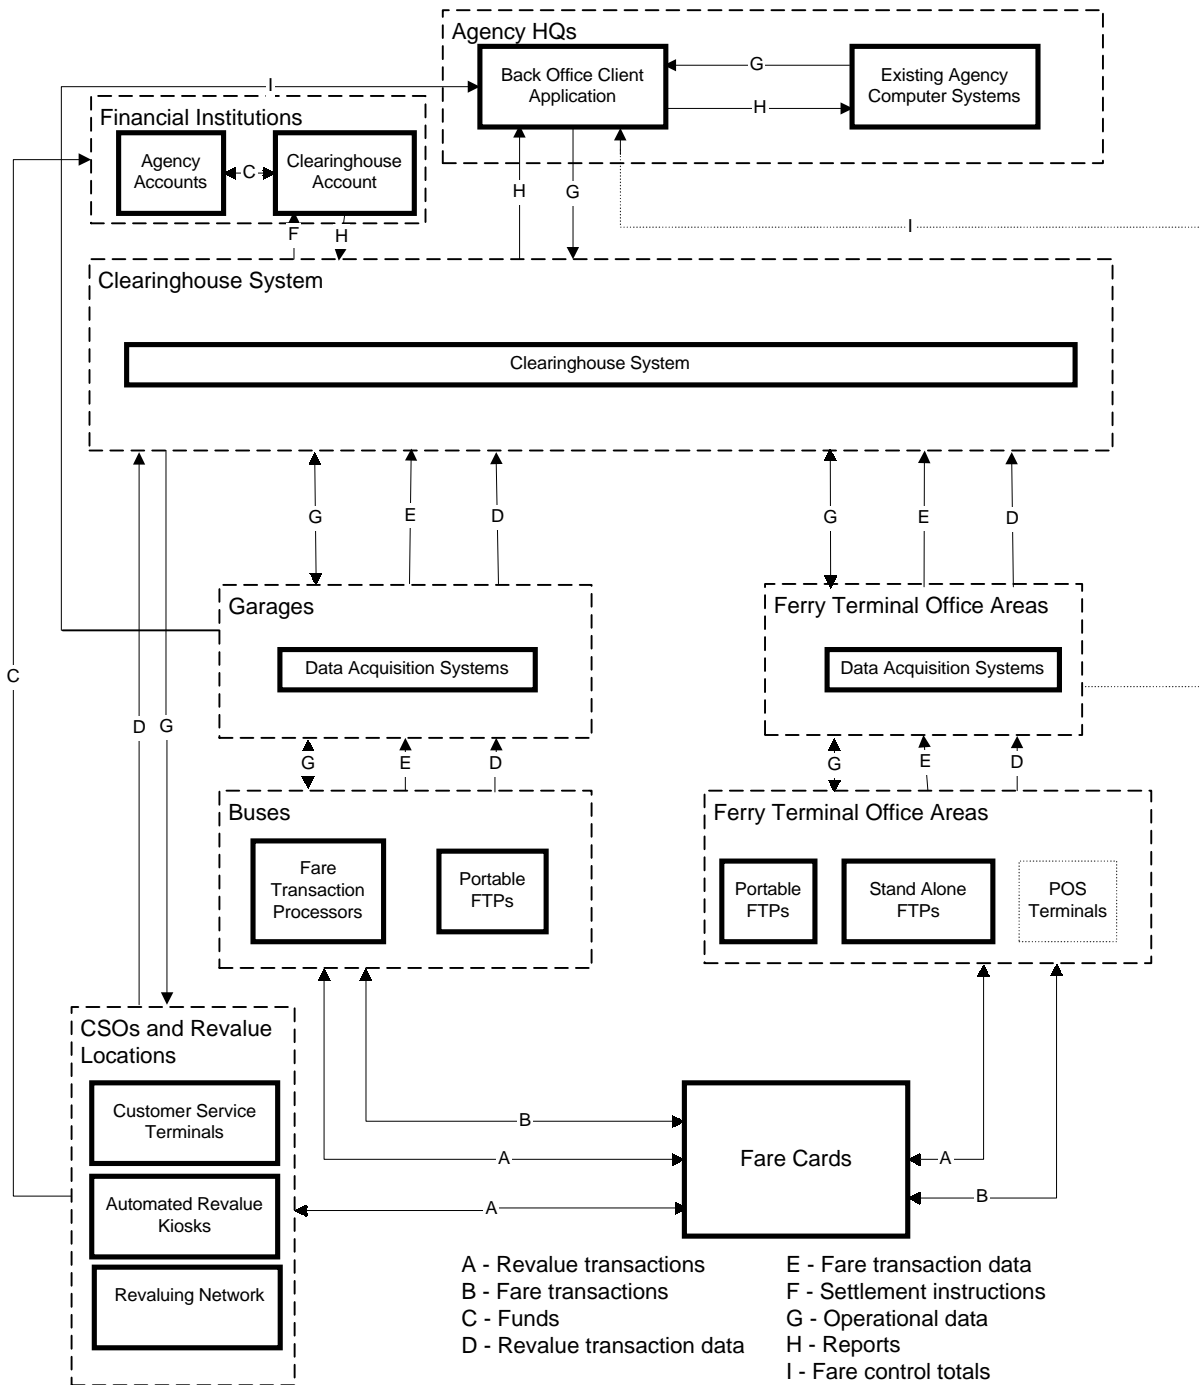 Agency HQs
Back Office Client
Application
G
H
Existing Agency
Computer Systems
I
Financial Institutions
Agency
Accounts
C
Clearinghouse
Account
F
H
H
G
I
Clearinghouse System
Clearinghouse System
G
E
D
G
E
D
Garages
Data Acquisition Systems
Ferry Terminal Office Areas
Data Acquisition Systems
C
D
G
G
E
D
G
E
D
Buses
Fare
Transaction
Processors
Portable
FTPs
Ferry Terminal Office Areas
Portable
FTPs
Stand Alone
FTPs
POS
Terminals
CSOs and Revalue
Locations
Customer Service
Terminals
Automated Revalue
Kiosks
Revaluing Network
B
A
A
Fare Cards
A
B
A - Revalue transactions
B - Fare transactions
C - Funds
D - Revalue transaction data
E - Fare transaction data
F - Settlement instructions
G - Operational data
H - Reports
I - Fare control totals